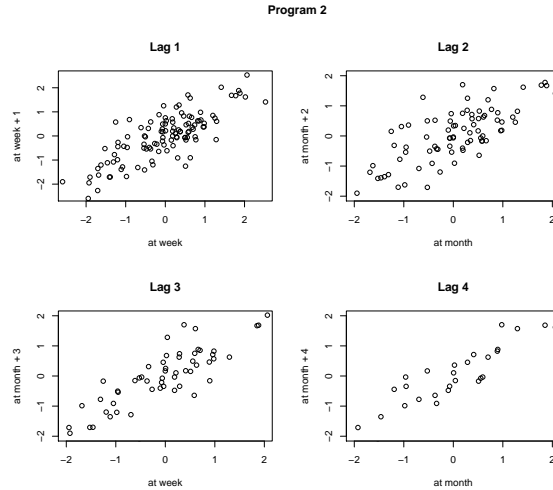 Program 2
Lag 1
at week + 1
2
1
0
−1
−2
−2 −1 0 1 2
at week
Lag 2
at month + 2
2
1
0
−1
−2
−2 −1 0 1 2
at month
Lag 3
at month + 3
2
1
0
−1
−2
−2 −1 0 1 2
at week
Lag 4
at month + 4
2
1
0
−1
−2
−2 −1 0 1 2
at month